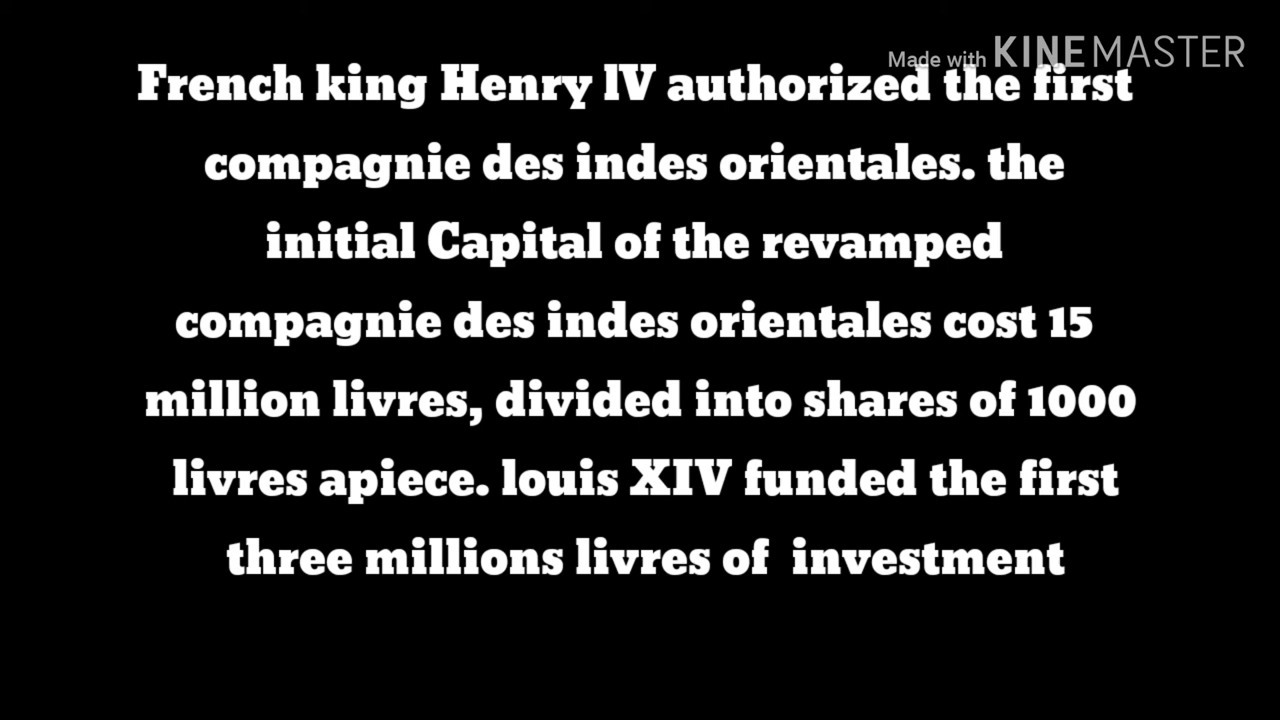 Made with KINEMASTER
French king Henry lV authorized the first
compagnie des indes orientales. the
initial Capital of the revamped
compagnie des indes orientales cost 15
million livres, divided into shares of 1000
livres apiece. louis XIV funded the first
three millions livres of  investment